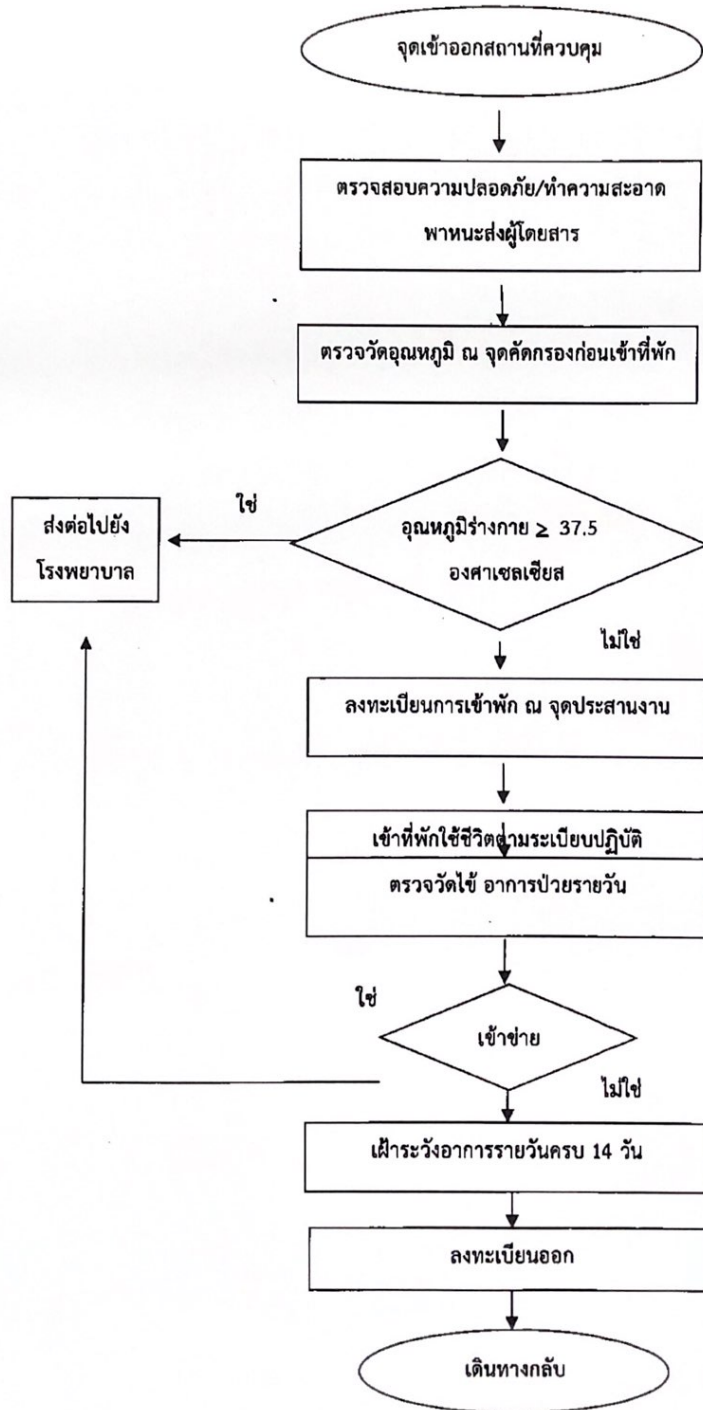 จุดเข้าออกสถานที่ควบคุม
ตรวจสอบความปลอดภัย/ทำความสะอาด
พาหนะส่งผู้โดยสาร
ตรวจวัดอุณหภูมิ ณ จุดคัดกรองก่อนเข้าที่พัก
ใช่
ส่งต่อไปยัง
โรงพยาบาล
อุณหภูมิร่างกาย ≥ 37.5
องศาเซลเซียส
ไม่ใช่
ลงทะเบียนการเข้าพัก ณ จุดประสานงาน
เข้าที่พักใช้ชีวิตตามระเบียบปฏิบัติ
ตรวจวัดไข้ อาการป่วยรายวัน
ใช่
เข้าข่าย
ไม่ใช่
เฝ้าระวังอาการรายวันครบ 14 วัน
ลงทะเบียนออก
เดินทางกลับ